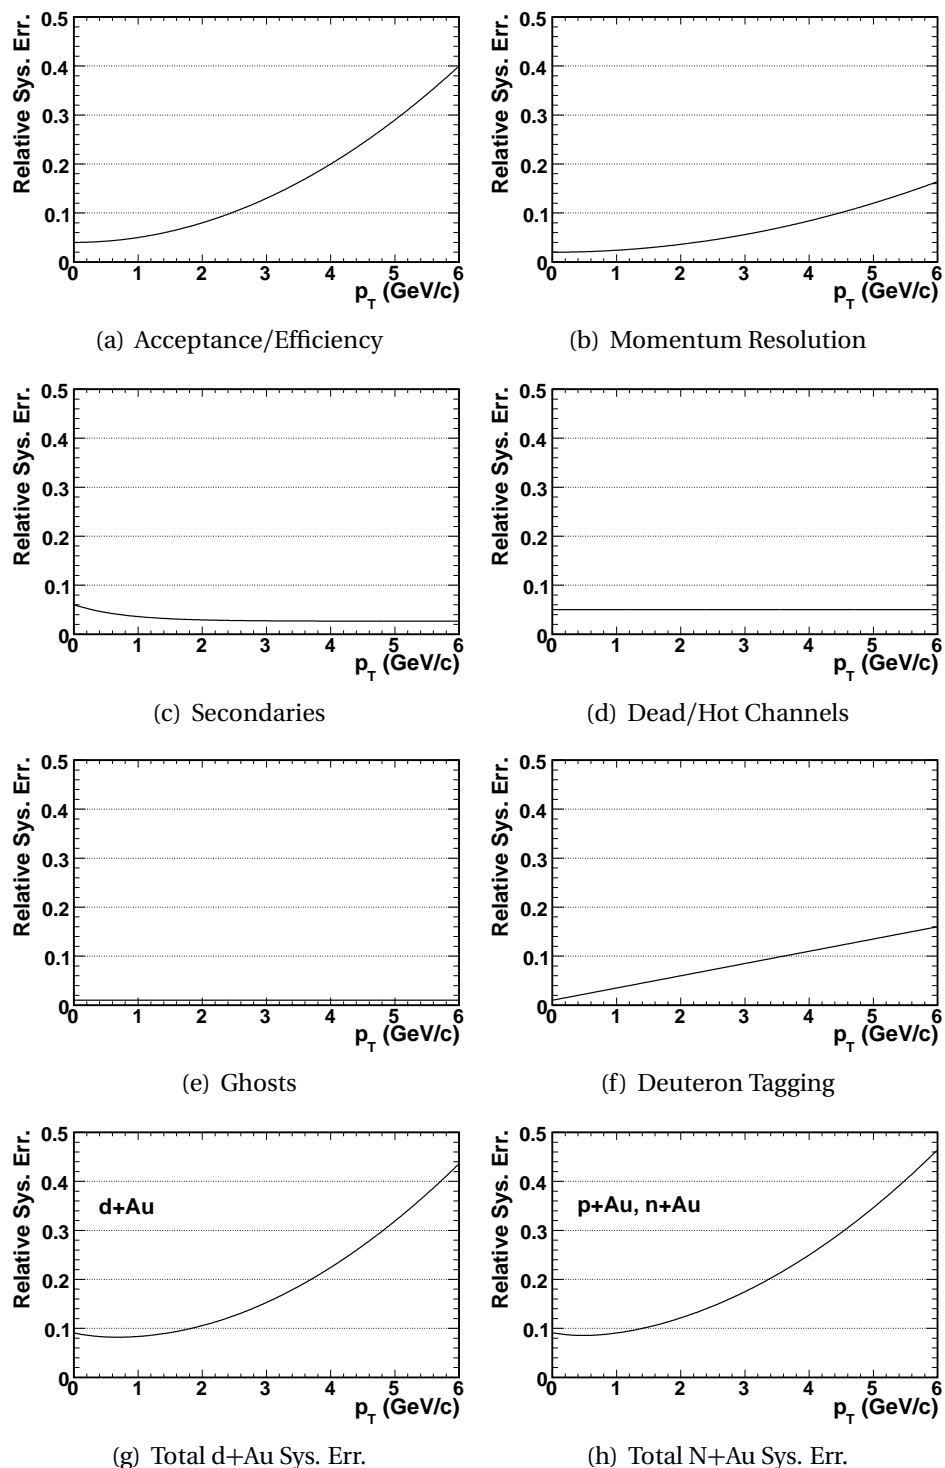 Relative Sys. Err.
0.5
0.4
0.3
0.2
0.1
0
0 1 2 3 4 5 6
p_T (GeV/c)
(a) Acceptance/Efficiency
Relative Sys. Err.
0.5
0.4
0.3
0.2
0.1
0
0 1 2 3 4 5 6
p_T (GeV/c)
(b) Momentum Resolution
Relative Sys. Err.
0.5
0.4
0.3
0.2
0.1
0
0 1 2 3 4 5 6
p_T (GeV/c)
(c) Secondaries
Relative Sys. Err.
0.5
0.4
0.3
0.2
0.1
0
0 1 2 3 4 5 6
p_T (GeV/c)
(d) Dead/Hot Channels
Relative Sys. Err.
0.5
0.4
0.3
0.2
0.1
0
0 1 2 3 4 5 6
p_T (GeV/c)
(e) Ghosts
Relative Sys. Err.
0.5
0.4
0.3
0.2
0.1
0
0 1 2 3 4 5 6
p_T (GeV/c)
(f) Deuteron Tagging
Relative Sys. Err.
0.5
0.4
0.3
0.2
0.1
0
d+Au
0 1 2 3 4 5 6
p_T (GeV/c)
(g) Total d+Au Sys. Err.
Relative Sys. Err.
0.5
0.4
0.3
0.2
0.1
0
p+Au, n+Au
0 1 2 3 4 5 6
p_T (GeV/c)
(h) Total N+Au Sys. Err.